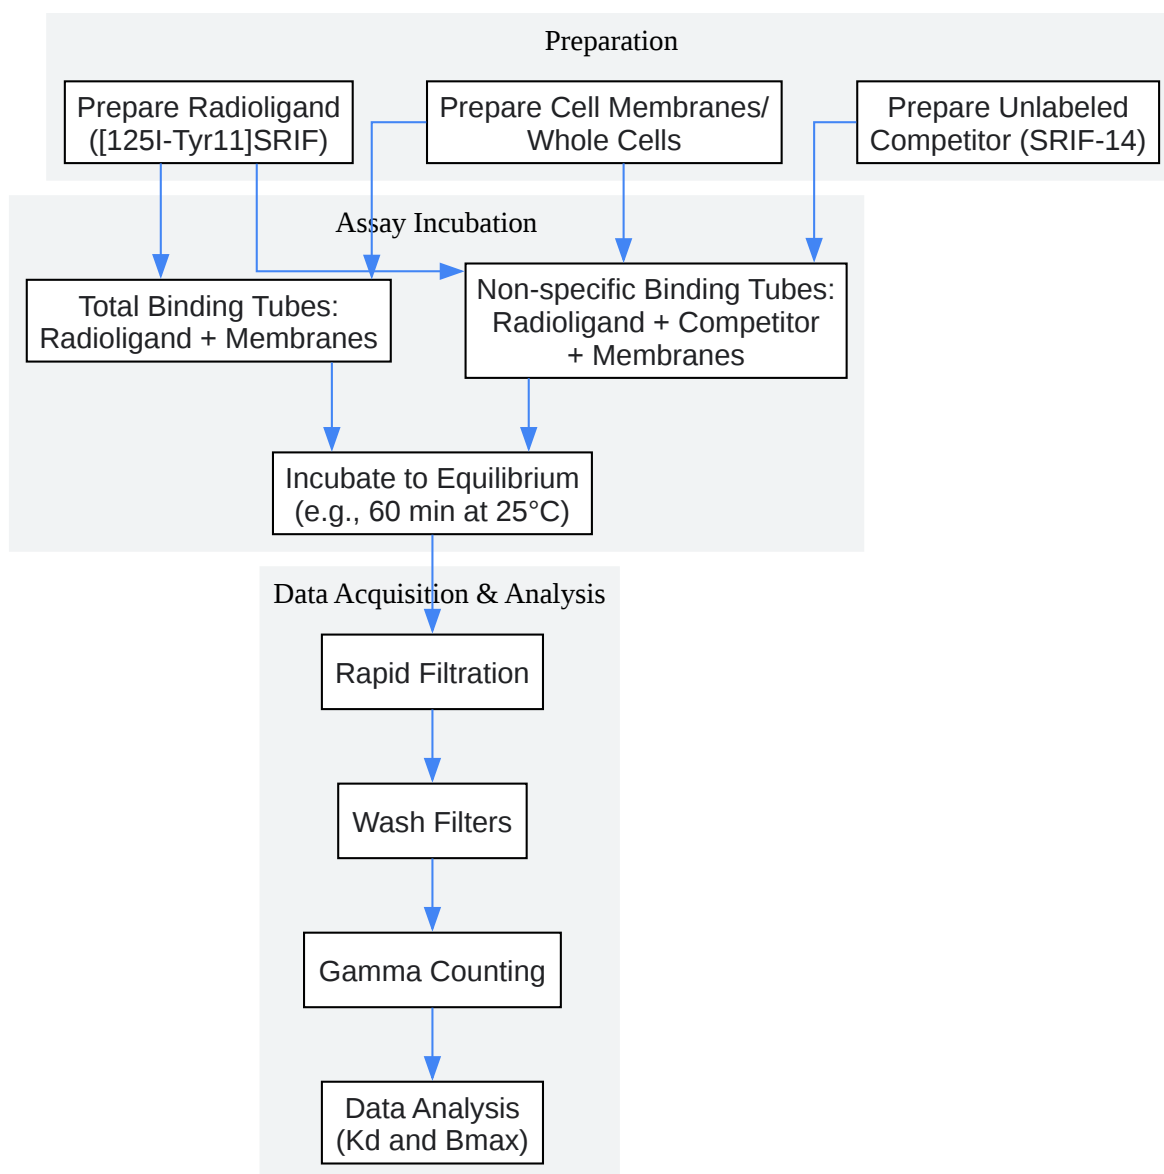 Preparation
Prepare Radioligand
([125I-Tyr11]SRIF)
Prepare Cell Membranes/
Whole Cells
Prepare Unlabeled
Competitor (SRIF-14)
Assay Incubation
Total Binding Tubes:
Radioligand + Membranes
Non-specific Binding Tubes:
Radioligand + Competitor
+ Membranes
Incubate to Equilibrium
(e.g., 60 min at 25°C)
Data Acquisition & Analysis
Rapid Filtration
Wash Filters
Gamma Counting
Data Analysis
(Kd and Bmax)